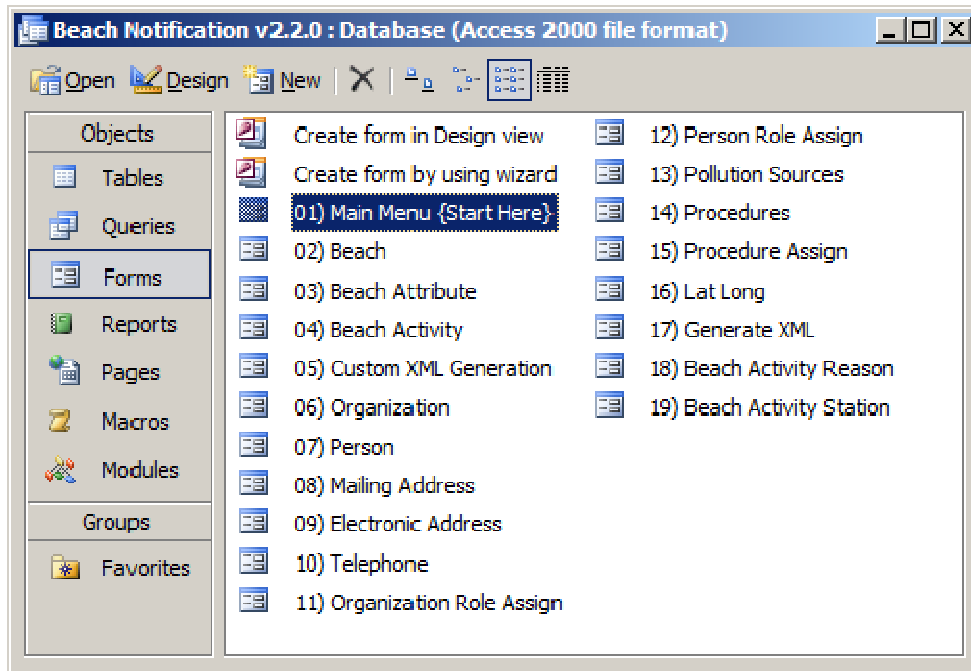 Beach Notification v2.2.0 : Database (Access 2000 file format)
Open Design New
Objects
Tables
Queries
Forms
Reports
Pages
Macros
Modules
Groups
Favorites
Create form in Design view
Create form by using wizard
01) Main Menu {Start Here}
02) Beach
03) Beach Attribute
04) Beach Activity
05) Custom XML Generation
06) Organization
07) Person
08) Mailing Address
09) Electronic Address
10) Telephone
11) Organization Role Assign
12) Person Role Assign
13) Pollution Sources
14) Procedures
15) Procedure Assign
16) Lat Long
17) Generate XML
18) Beach Activity Reason
19) Beach Activity Station